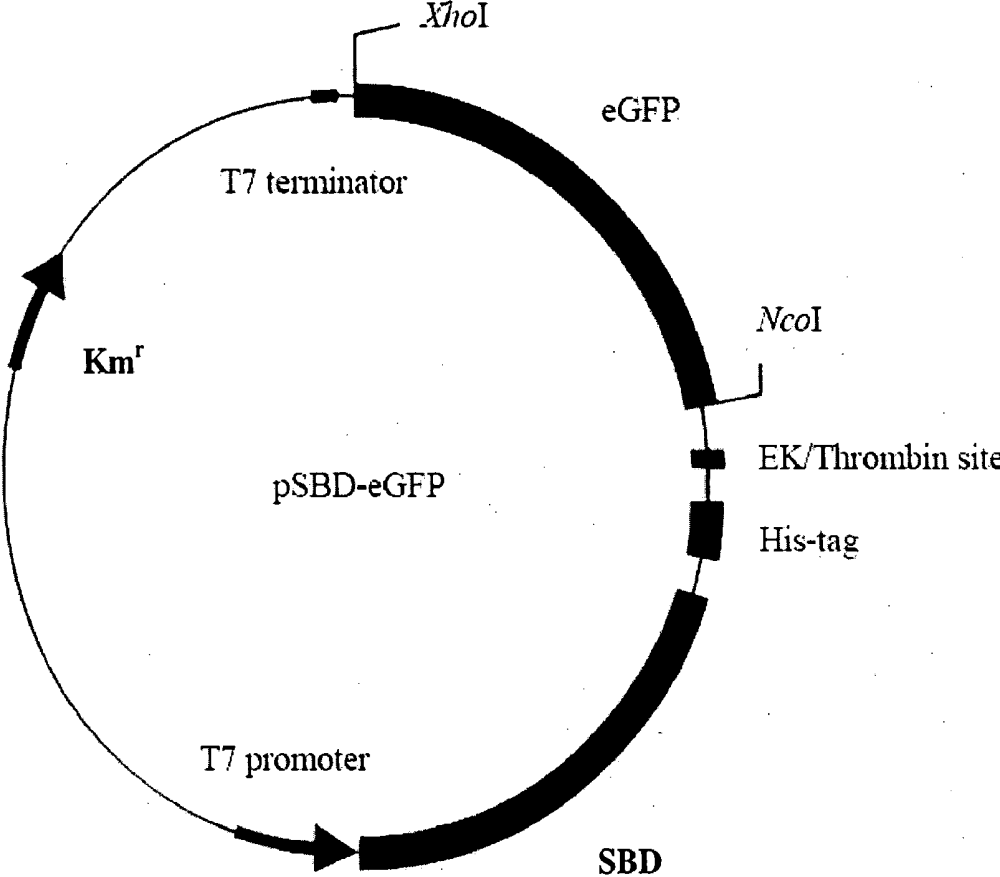 XhoI
eGFP
T7 terminator
NcoI
Kmʳ
EK/Thrombin site
pSBD-eGFP
His-tag
T7 promoter
SBD